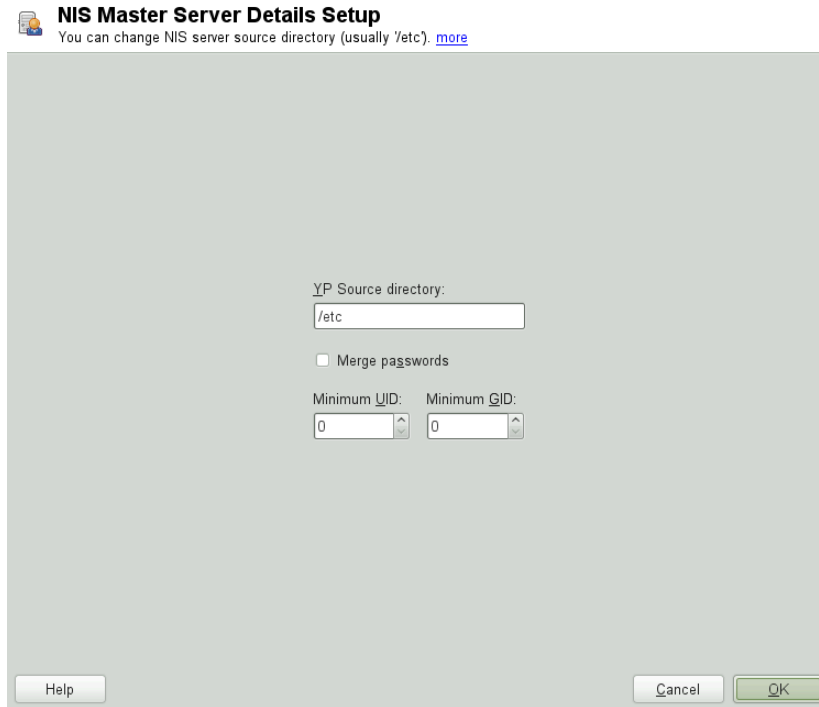 NIS Master Server Details Setup
You can change NIS server source directory (usually '/etc'). more
YP Source directory:
/etc
Merge passwords
Minimum UID: Minimum GID:
0 0
Help Cancel OK